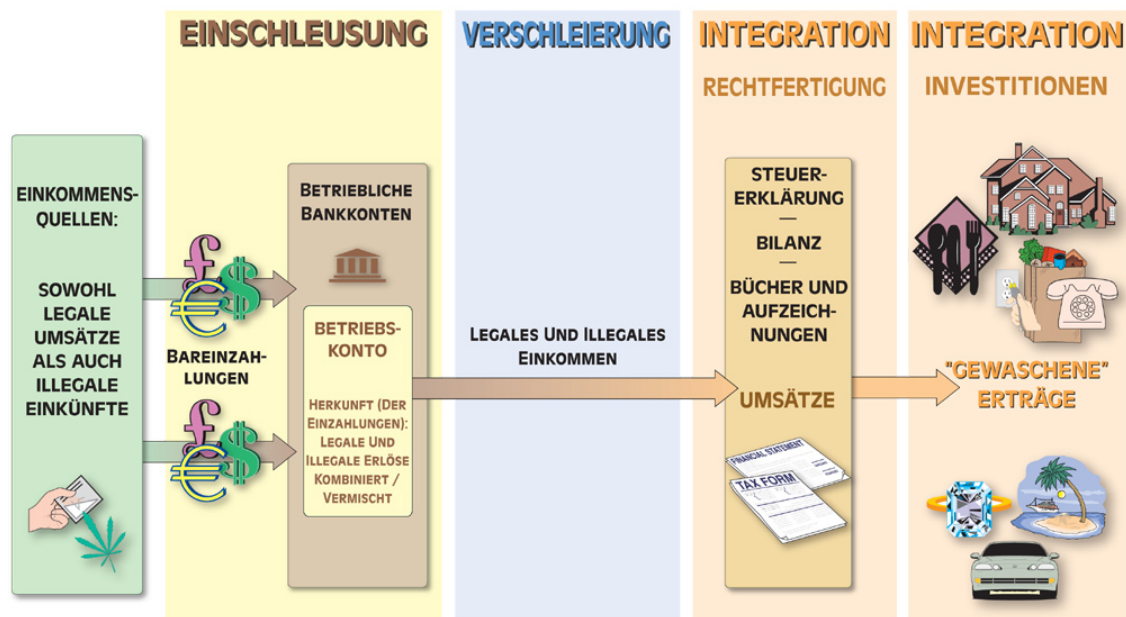 EINSCHLEUSUNG
VERSCHLEIERUNG
INTEGRATION
RECHTFERTIGUNG
INTEGRATION
INVESTITIONEN
EINKOMMENS-
QUELLEN:
SOWOHL
LEGALE
UMSÄTZE
ALS AUCH
ILLEGALE
EINKÜNFTE
£
$
€
BAREINZAH-
LUNGEN
£
$
€
BETRIEBLICHE
BANKKONTEN
BETRIEBS-
KONTO
HERKUNFT (DER
EINZAHLUNGEN):
LEGALE UND
ILLEGALE ERLÖSE
KOMBINIERT /
VERMISCHT
LEGALES UND ILLEGALES
EINKOMMEN
STEUER-
ERKLÄRUNG
—
BILANZ
—
BÜCHER UND
AUFZEICH-
NUNGEN
UMSÄTZE
FINANCIAL STATEMENT
TAX FORM
"GEWASCHENE"
ERTRÄGE